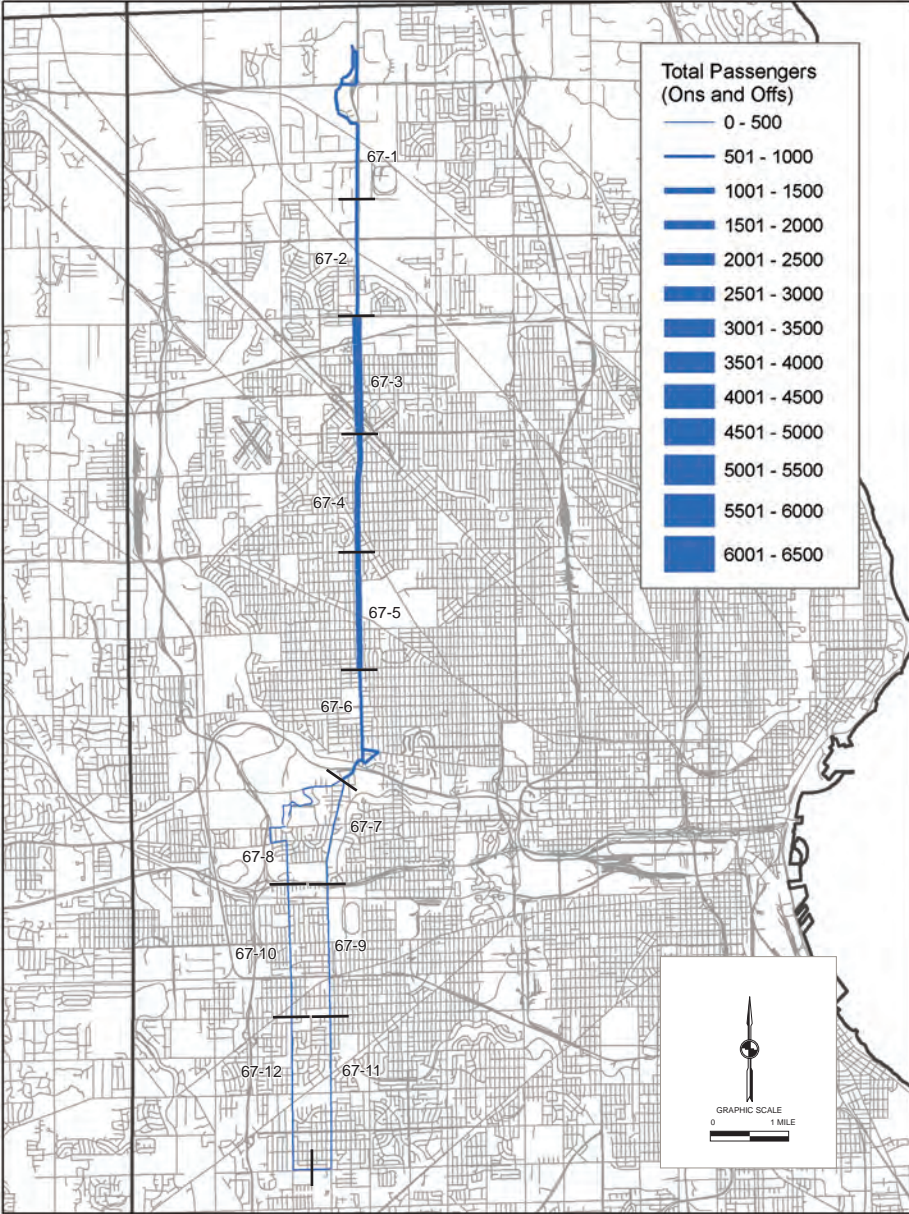 Total Passengers
(Ons and Offs)
0 - 500
501 - 1000
1001 - 1500
1501 - 2000
2001 - 2500
2501 - 3000
3001 - 3500
3501 - 4000
4001 - 4500
4501 - 5000
5001 - 5500
5501 - 6000
6001 - 6500
67-1
67-2
67-3
67-4
67-5
67-6
67-7
67-8
67-9
67-10
67-11
67-12
GRAPHIC SCALE
0 1 MILE